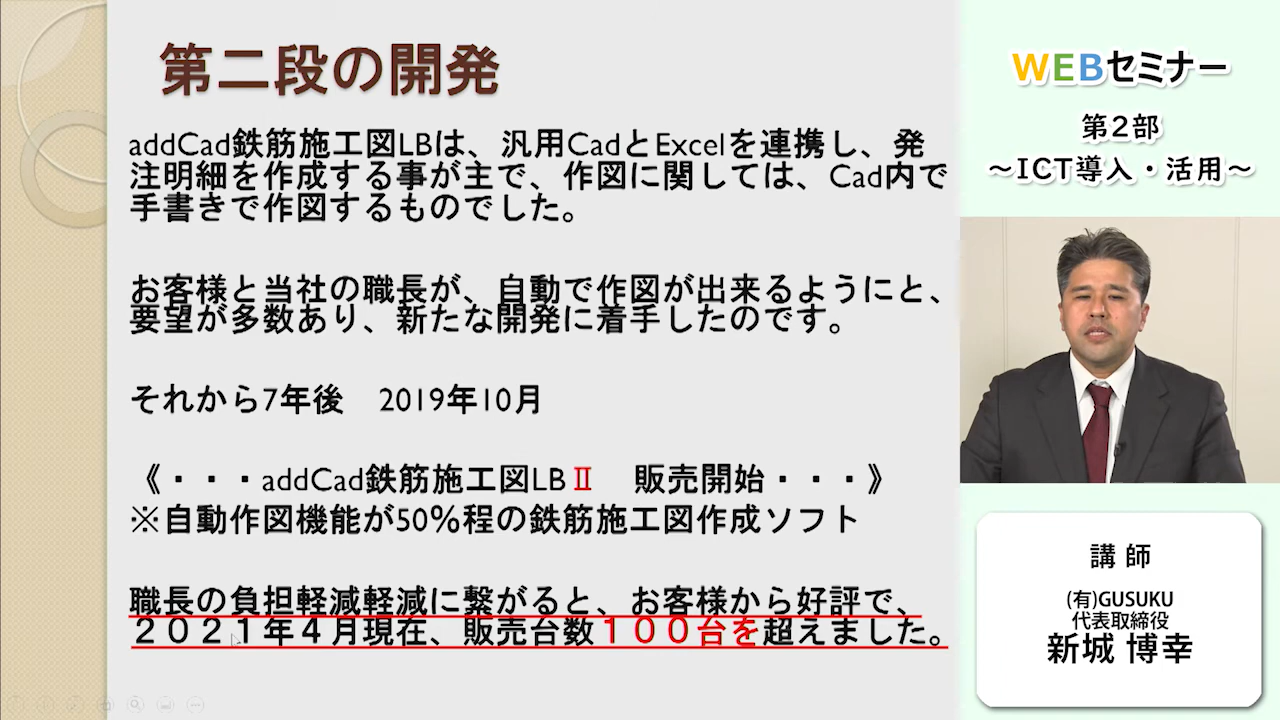 第二段の開発
addCad鉄筋施工図LBは、汎用CadとExcelを連携し、発
注明細を作成する事が主で、作図に関しては、Cad内で
手書きで作図するものでした。
お客様と当社の職長が、自動で作図が出来るようにと、
要望が多数あり、新たな開発に着手したのです。
それから7年後　2019年10月
《・・・addCad鉄筋施工図LBⅡ　販売開始・・・》
※自動作図機能が50％程の鉄筋施工図作成ソフト
職長の負担軽減軽減に繋がると、お客様から好評で、
２０２１年４月現在、販売台数１００台を超えました。
WEBセミナー
第２部
～ICT導入・活用～
講 師
(有)GUSUKU
代表取締役
新城 博幸